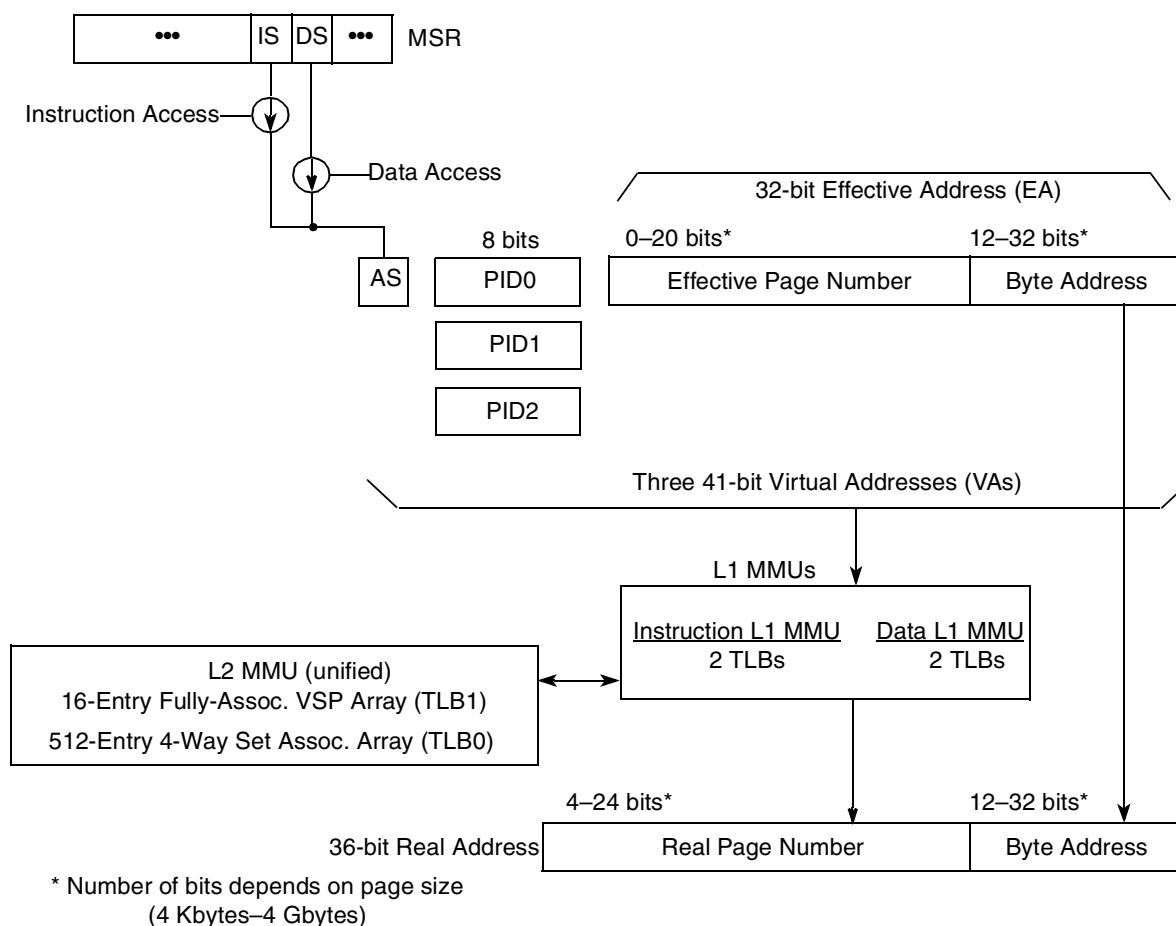 ••• IS DS ••• MSR
Instruction Access
Data Access
32-bit Effective Address (EA)
8 bits 0–20 bits* 12–32 bits*
AS PID0 Effective Page Number Byte Address
PID1
PID2
Three 41-bit Virtual Addresses (VAs)
L1 MMUs
Instruction L1 MMU Data L1 MMU
2 TLBs 2 TLBs
L2 MMU (unified)
16-Entry Fully-Assoc. VSP Array (TLB1)
512-Entry 4-Way Set Assoc. Array (TLB0)
4–24 bits* 12–32 bits*
36-bit Real Address Real Page Number Byte Address
* Number of bits depends on page size
(4 Kbytes–4 Gbytes)